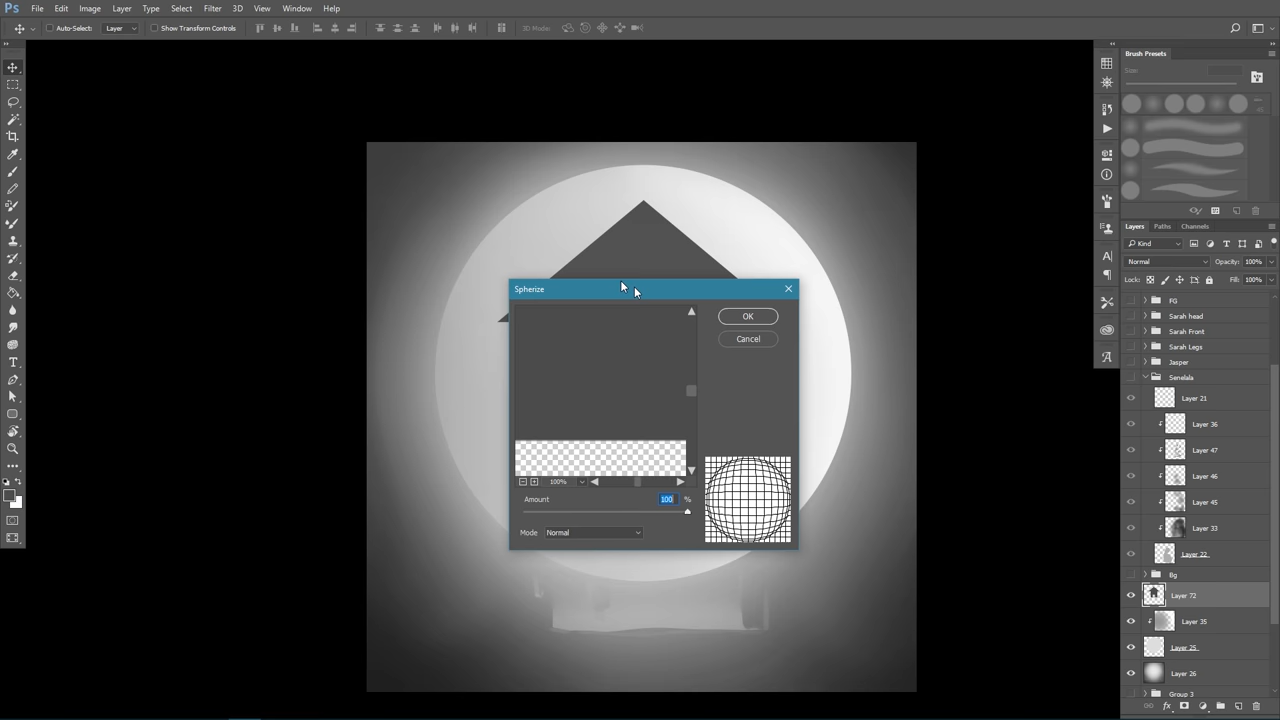 Ps File Edit Image Layer Type Select Filter 3D View Window Help
Auto-Select: Layer Show Transform Controls 3D Mode:
Brush Presets
Size:
Layers Paths Channels
Kind
Normal Opacity: 100%
Lock: Fill: 100%
FG
Sarah head
Sarah Front
Sarah Legs
Jasper
Senelala
Layer 21
Layer 36
Layer 47
Layer 46
Layer 45
Layer 33
Layer 22
Bg
Layer 72
Layer 35
Layer 25
Layer 26
Group 3
Spherize
OK
Cancel
100%
Amount 100 %
Mode Normal